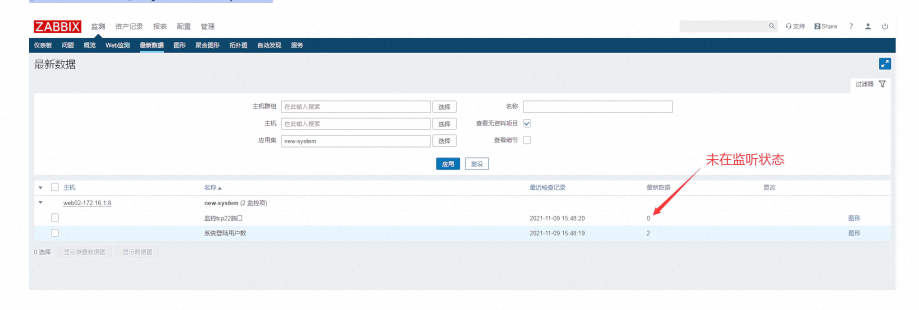 ZABBIX 监测 资产记录 报表 配置 管理 支持 Share ?
仪表板 问题 概览 Web监测 最新数据 图形 聚合图形 拓扑图 自动发现 服务
最新数据
过滤器
主机群组 在此输入搜索 选择 名称
主机 在此输入搜索 选择 查看无资料项目
应用集 new-system 选择 查看细节
应用 重设
未在监听状态
主机 名称 最近检查记录 最新数据 更改
web02-172.16.1.8 new-system (2 监控项)
监控tcp22端口 2021-11-09 15:48:20 0 图形
系统登陆用户数 2021-11-09 15:48:19 2 图形
0 选择 显示堆叠数据图 显示数据图